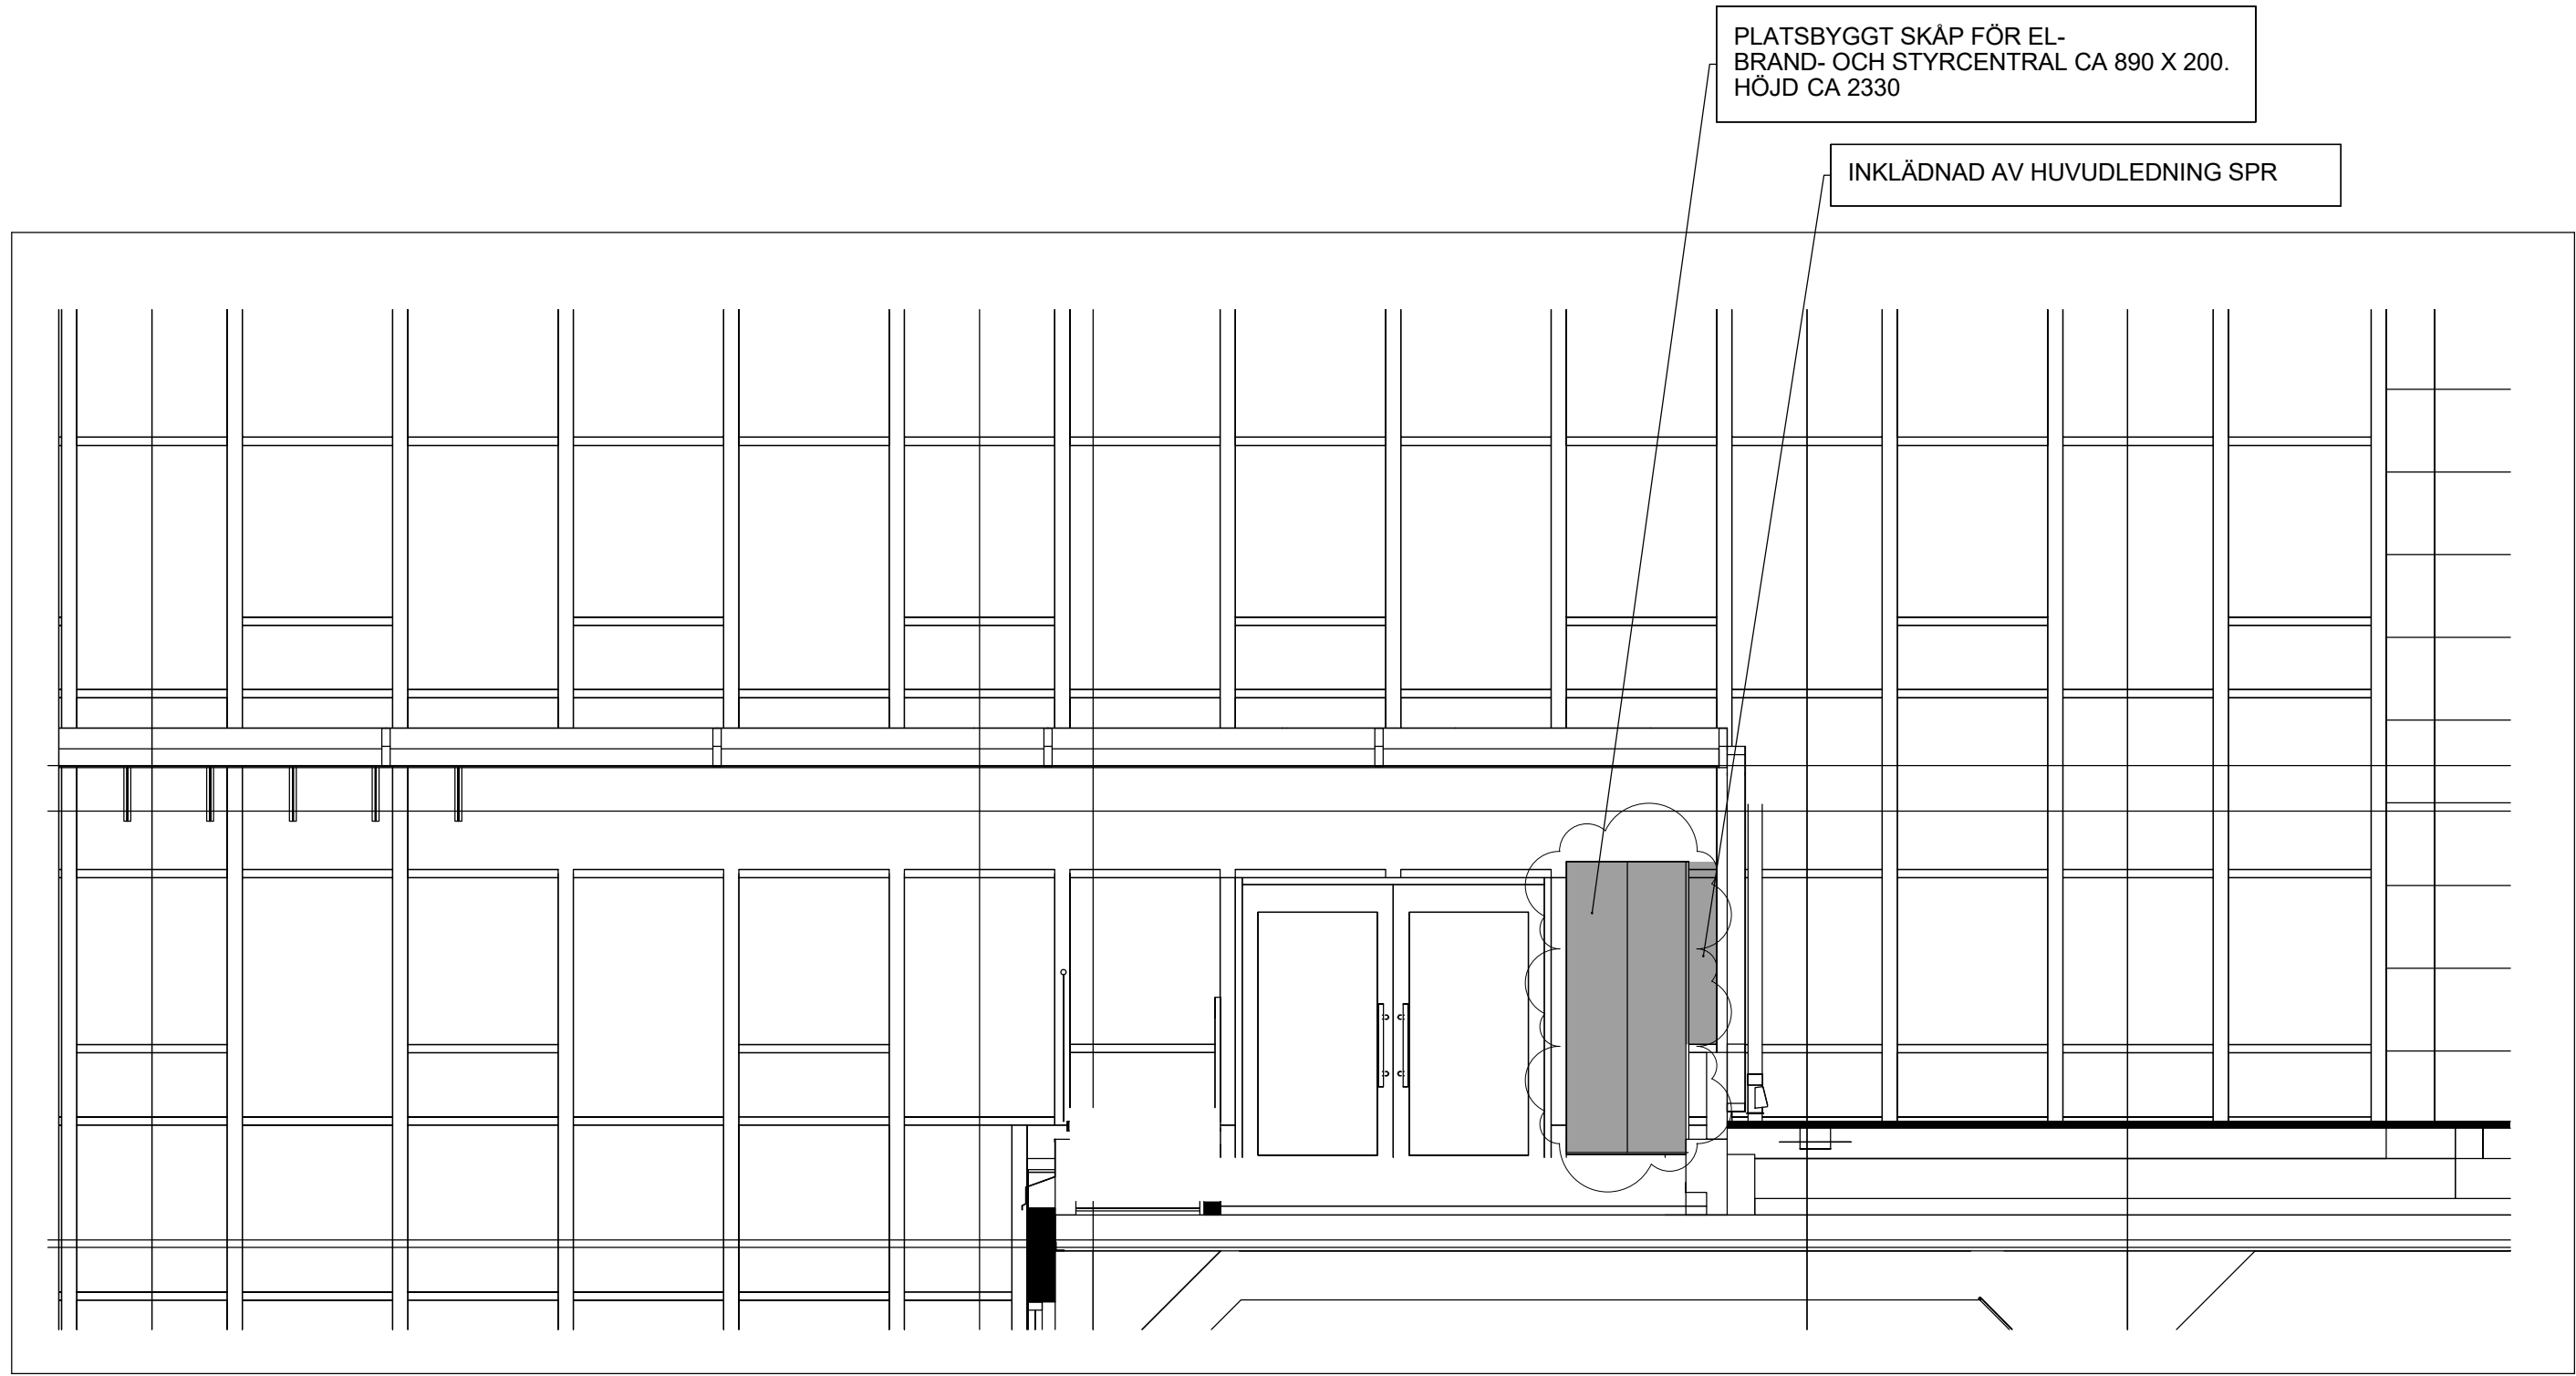 PLATSBYGGT SKÅP FÖR EL-
BRAND- OCH STYRCENTRAL CA 890 X 200.
HÖJD CA 2330
INKLÄDNAD AV HUVUDLEDNING SPR